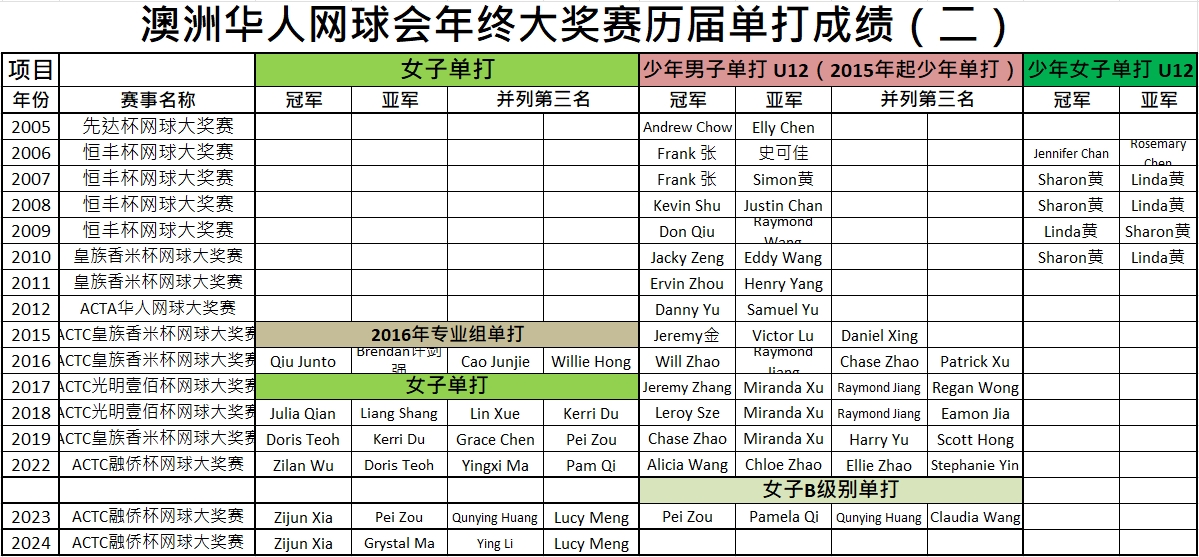 澳洲华人网球会年终大奖赛历届单打成绩（二）
项目 女子单打 少年男子单打 U12（2015年起少年单打） 少年女子单打 U12
年份 赛事名称 冠军 亚军 并列第三名 冠军 亚军 并列第三名 冠军 亚军
2005 先达杯网球大奖赛 Andrew Chow Elly Chen
2006 恒丰杯网球大奖赛 Frank 张 史可佳 Jennifer Chan Rosemary Chen
2007 恒丰杯网球大奖赛 Frank 张 Simon黄 Sharon黄 Linda黄
2008 恒丰杯网球大奖赛 Kevin Shu Justin Chan Sharon黄 Linda黄
2009 恒丰杯网球大奖赛 Don Qiu Raymond Wang Linda黄 Sharon黄
2010 皇族香米杯网球大奖赛 Jacky Zeng Eddy Wang Sharon黄 Linda黄
2011 皇族香米杯网球大奖赛 Ervin Zhou Henry Yang
2012 ACTA华人网球大奖赛 Danny Yu Samuel Yu
2015 ACTC皇族香米杯网球大奖赛 2016年专业组单打 Jeremy金 Victor Lu Daniel Xing
2016 ACTC皇族香米杯网球大奖赛 Qiu Junto Brendan许剑强 Cao Junjie Willie Hong Will Zhao Raymond Jiang Chase Zhao Patrick Xu
2017 ACTC光明壹佰杯网球大奖赛 女子单打 Jeremy Zhang Miranda Xu Raymond Jiang Regan Wong
2018 ACTC光明壹佰杯网球大奖赛 Julia Qian Liang Shang Lin Xue Kerri Du Leroy Sze Miranda Xu Raymond Jiang Eamon Jia
2019 ACTC皇族香米杯网球大奖赛 Doris Teoh Kerri Du Grace Chen Pei Zou Chase Zhao Miranda Xu Harry Yu Scott Hong
2022 ACTC融侨杯网球大奖赛 Zilan Wu Doris Teoh Yingxi Ma Pam Qi Alicia Wang Chloe Zhao Ellie Zhao Stephanie Yin
女子B级别单打
2023 ACTC融侨杯网球大奖赛 Zijun Xia Pei Zou Qunying Huang Lucy Meng Pei Zou Pamela Qi Qunying Huang Claudia Wang
2024 ACTC融侨杯网球大奖赛 Zijun Xia Grystal Ma Ying Li Lucy Meng